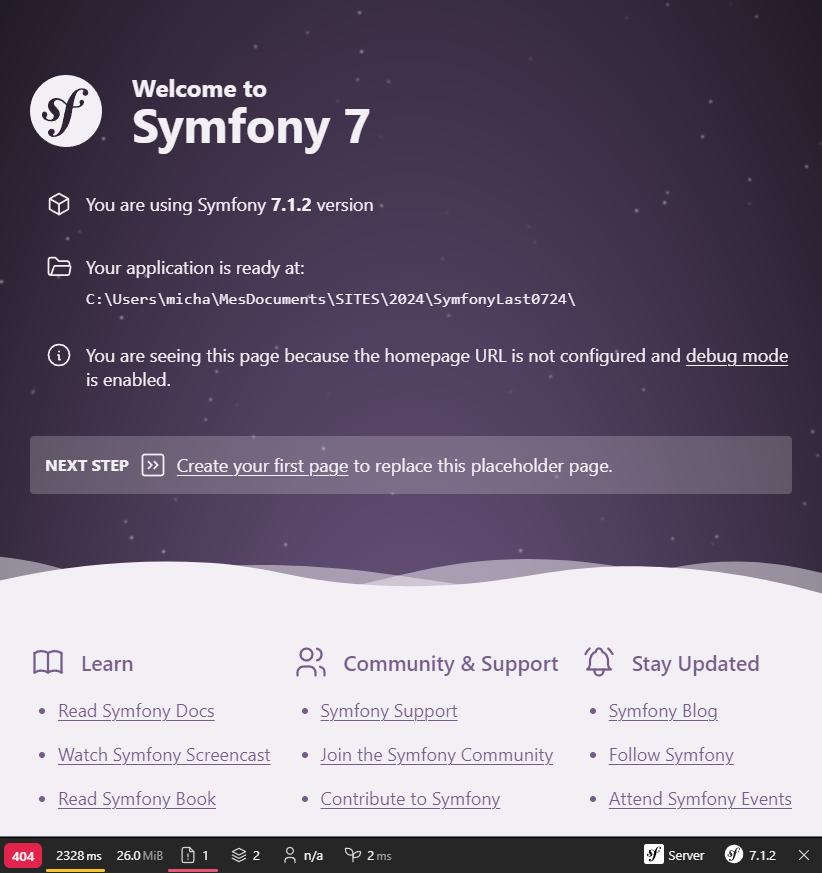 Welcome to
Symfony 7
You are using Symfony 7.1.2 version
Your application is ready at:
C:\Users\micha\MesDocuments\SITES\2024\SymfonyLast0724\
You are seeing this page because the homepage URL is not configured and debug mode
is enabled.
NEXT STEP Create your first page to replace this placeholder page.
Learn
Read Symfony Docs
Watch Symfony Screencast
Read Symfony Book
Community & Support
Symfony Support
Join the Symfony Community
Contribute to Symfony
Stay Updated
Symfony Blog
Follow Symfony
Attend Symfony Events
404 2328 ms 26.0 MiB 1 2 n/a 2 ms Server 7.1.2